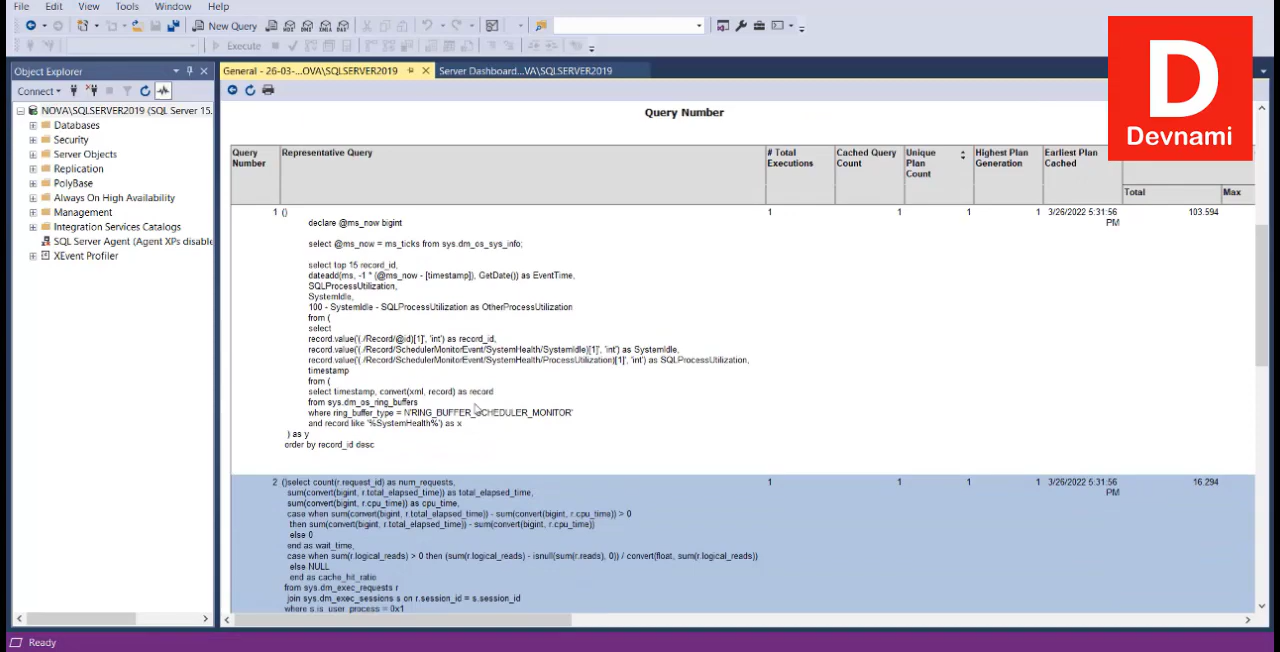 File Edit View Tools Window Help
New Query
Execute
Object Explorer
General - 26-03-...OVA\SQLSERVER2019)
Server Dashboard...VA\SQLSERVER2019
Connect
D
Devnami
NOVA\SQLSERVER2019 (SQL Server 15.
Databases
Security
Server Objects
Replication
PolyBase
Always On High Availability
Management
Integration Services Catalogs
SQL Server Agent (Agent XPs disable
XEvent Profiler
Query Number
Query Number
Representative Query
# Total Executions
Cached Query Count
Unique Plan Count
Highest Plan Generation
Earliest Plan Cached
Total
Max
1 ()
1 1 1 1 3/26/2022 5:31:56 PM 103.594
declare @ms_now bigint
select @ms_now = ms_ticks from sys.dm_os_sys_info;
select top 15 record_id,
dateadd(ms, -1 * (@ms_now - [timestamp]), GetDate()) as EventTime,
SQLProcessUtilization,
SystemIdle,
100 - SystemIdle - SQLProcessUtilization as OtherProcessUtilization
from (
select
record.value('(./Record/@id)[1]', 'int') as record_id,
record.value('(./Record/SchedulerMonitorEvent/SystemHealth/SystemIdle)[1]', 'int') as SystemIdle,
record.value('(./Record/SchedulerMonitorEvent/SystemHealth/ProcessUtilization)[1]', 'int') as SQLProcessUtilization,
timestamp
from (
select timestamp, convert(xml, record) as record
from sys.dm_os_ring_buffers
where ring_buffer_type = N'RING_BUFFER_SCHEDULER_MONITOR'
and record like '%SystemHealth%') as x
) as y
order by record_id desc
2 ()select count(r.request_id) as num_requests,
1 1 1 1 3/26/2022 5:31:56 PM 16.294
sum(convert(bigint, r.total_elapsed_time)) as total_elapsed_time,
sum(convert(bigint, r.cpu_time)) as cpu_time,
case when sum(convert(bigint, r.total_elapsed_time)) - sum(convert(bigint, r.cpu_time)) > 0
then sum(convert(bigint, r.total_elapsed_time)) - sum(convert(bigint, r.cpu_time))
else 0
end as wait_time,
case when sum(r.logical_reads) > 0 then (sum(r.logical_reads) - isnull(sum(r.reads), 0)) / convert(float, sum(r.logical_reads))
else NULL
end as cache_hit_ratio
from sys.dm_exec_requests r
join sys.dm_exec_sessions s on r.session_id = s.session_id
where s.is_user_process = 0x1
Ready